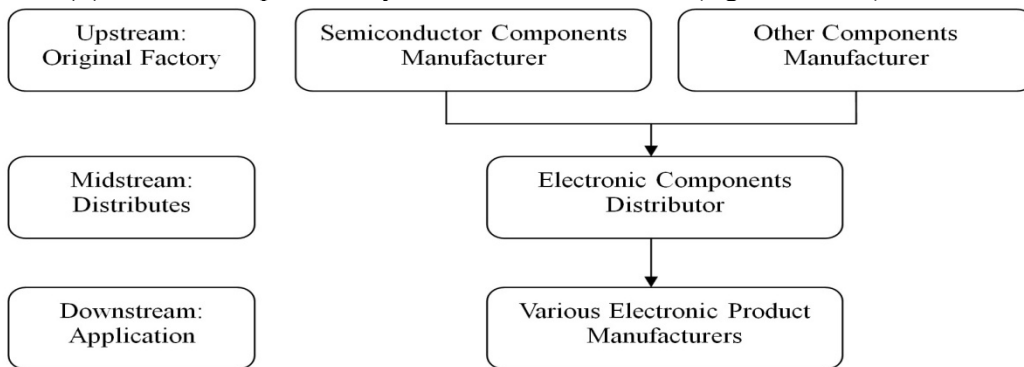 Upstream:
Original Factory
Semiconductor Components
Manufacturer
Other Components
Manufacturer
Midstream:
Distributes
Electronic Components
Distributor
Downstream:
Application
Various Electronic Product
Manufacturers